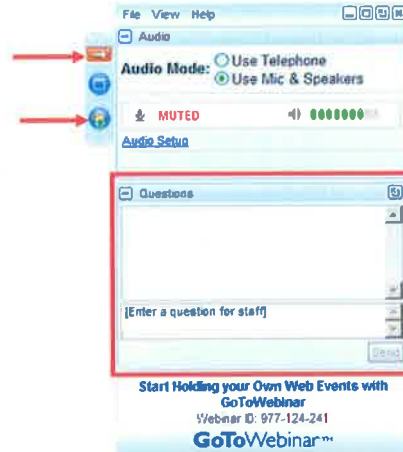 File View Help
Audio
Audio Mode: Use Telephone
Use Mic & Speakers
MUTED
Audio Setup
Questions
[Enter a question for staff]
Send
Start Holding your Own Web Events with
GoToWebinar
Webinar ID: 977-124-241
GoToWebinar™